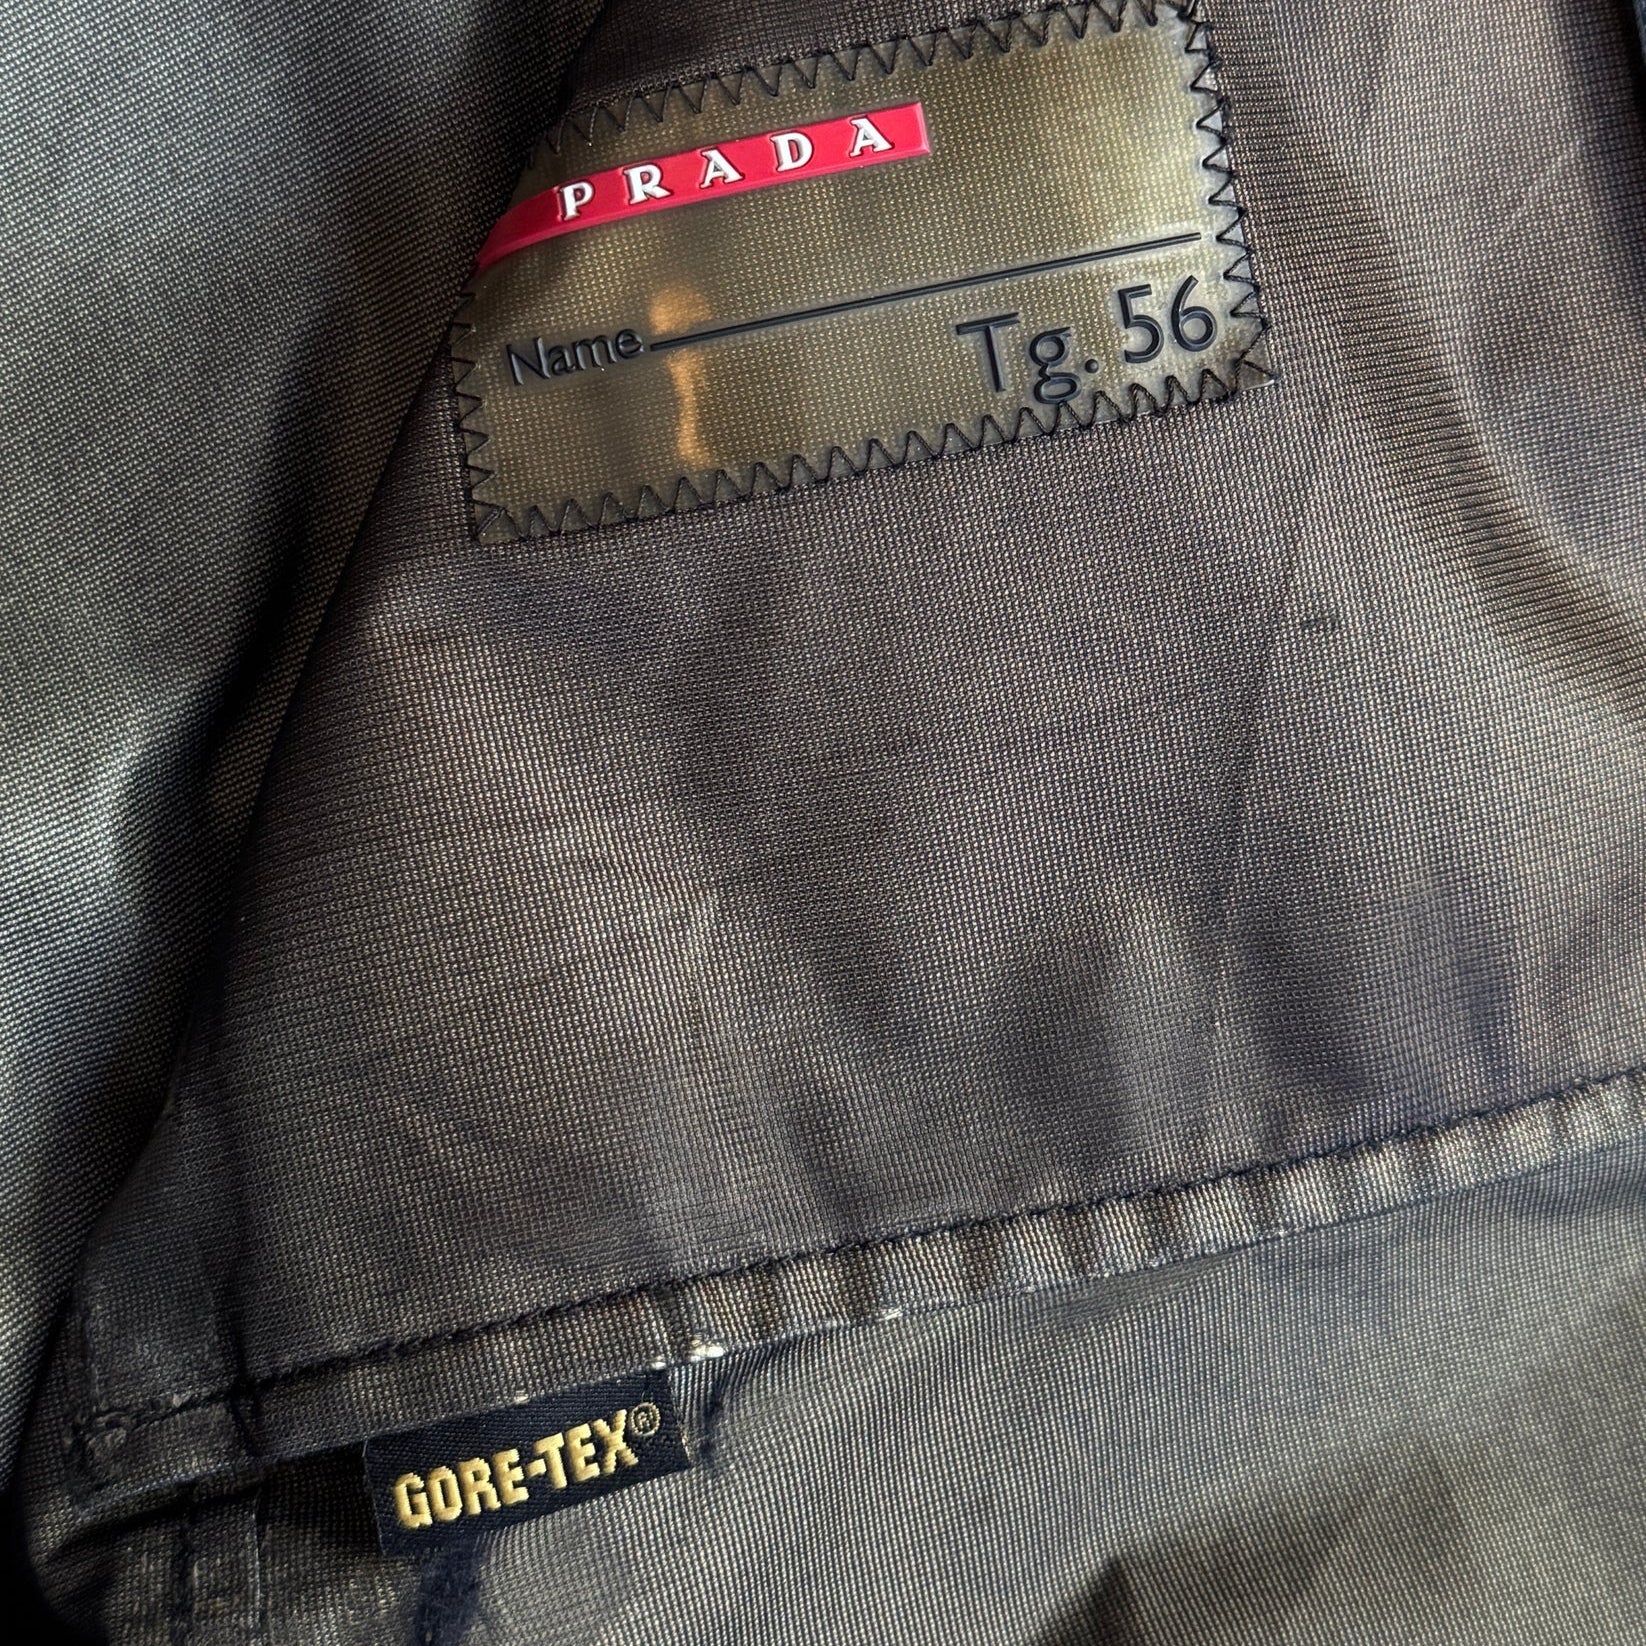 PRADA
Name
Tg. 56
GORE-TEX®